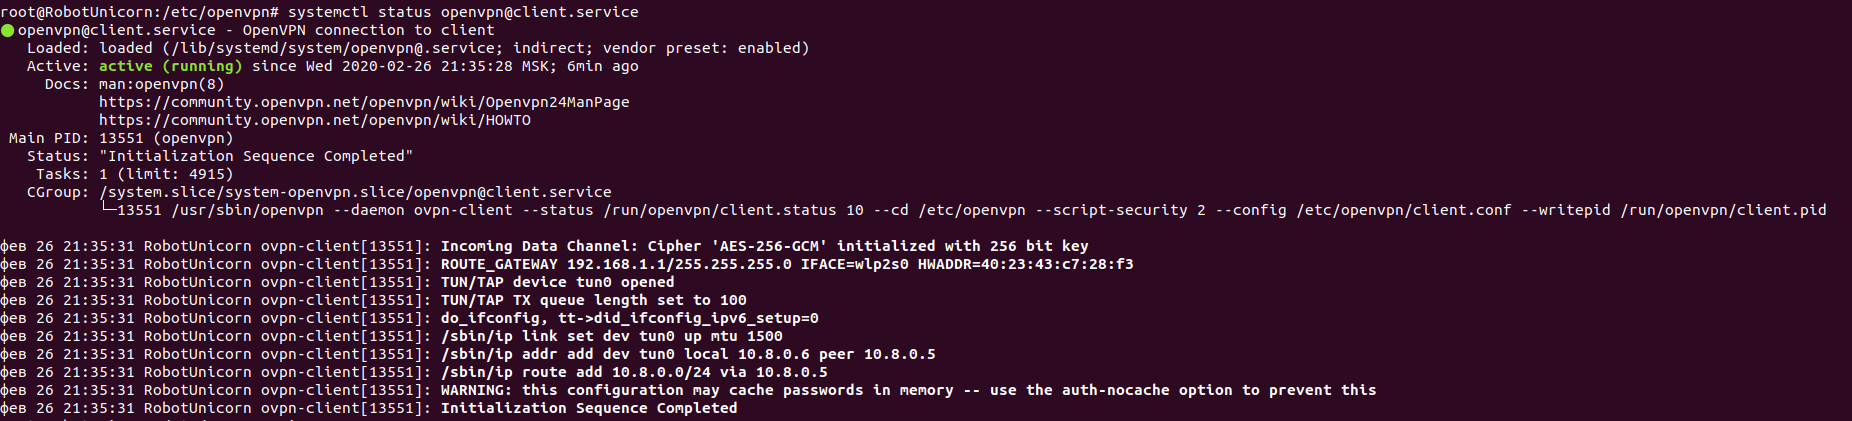 root@RobotUnicorn:/etc/openvpn# systemctl status openvpn@client.service
● openvpn@client.service - OpenVPN connection to client
   Loaded: loaded (/lib/systemd/system/openvpn@.service; indirect; vendor preset: enabled)
   Active: active (running) since Wed 2020-02-26 21:35:28 MSK; 6min ago
     Docs: man:openvpn(8)
           https://community.openvpn.net/openvpn/wiki/Openvpn24ManPage
           https://community.openvpn.net/openvpn/wiki/HOWTO
 Main PID: 13551 (openvpn)
   Status: "Initialization Sequence Completed"
    Tasks: 1 (limit: 4915)
   CGroup: /system.slice/system-openvpn.slice/openvpn@client.service
           └─13551 /usr/sbin/openvpn --daemon ovpn-client --status /run/openvpn/client.status 10 --cd /etc/openvpn --script-security 2 --config /etc/openvpn/client.conf --writepid /run/openvpn/client.pid
фев 26 21:35:31 RobotUnicorn ovpn-client[13551]: Incoming Data Channel: Cipher 'AES-256-GCM' initialized with 256 bit key
фев 26 21:35:31 RobotUnicorn ovpn-client[13551]: ROUTE_GATEWAY 192.168.1.1/255.255.255.0 IFACE=wlp2s0 HWADDR=40:23:43:c7:28:f3
фев 26 21:35:31 RobotUnicorn ovpn-client[13551]: TUN/TAP device tun0 opened
фев 26 21:35:31 RobotUnicorn ovpn-client[13551]: TUN/TAP TX queue length set to 100
фев 26 21:35:31 RobotUnicorn ovpn-client[13551]: do_ifconfig, tt->did_ifconfig_ipv6_setup=0
фев 26 21:35:31 RobotUnicorn ovpn-client[13551]: /sbin/ip link set dev tun0 up mtu 1500
фев 26 21:35:31 RobotUnicorn ovpn-client[13551]: /sbin/ip addr add dev tun0 local 10.8.0.6 peer 10.8.0.5
фев 26 21:35:31 RobotUnicorn ovpn-client[13551]: /sbin/ip route add 10.8.0.0/24 via 10.8.0.5
фев 26 21:35:31 RobotUnicorn ovpn-client[13551]: WARNING: this configuration may cache passwords in memory -- use the auth-nocache option to prevent this
фев 26 21:35:31 RobotUnicorn ovpn-client[13551]: Initialization Sequence Completed